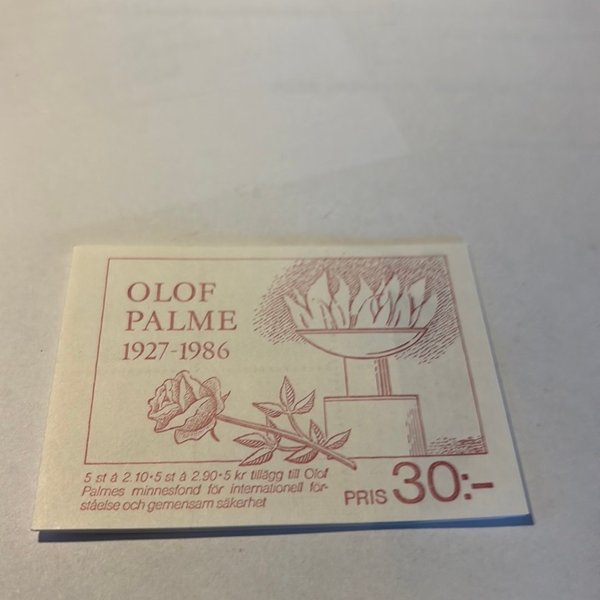 OLOF
PALME
1927-1986
5 st à 2.10•5 st à 2.90•5 kr tillägg till Olof
Palmes minnesfond för internationell för-
ståelse och gemensam säkerhet
PRIS 30:-